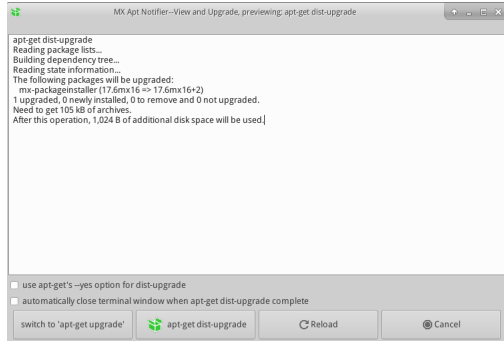 MX Apt Notifier--View and Upgrade, previewing: apt-get dist-upgrade
apt-get dist-upgrade
Reading package lists...
Building dependency tree...
Reading state information...
The following packages will be upgraded:
mx-packageinstaller (17.6mx16 => 17.6mx16+2)
1 upgraded, 0 newly installed, 0 to remove and 0 not upgraded.
Need to get 105 kB of archives.
After this operation, 1,024 B of additional disk space will be used.
use apt-get's --yes option for dist-upgrade
automatically close terminal window when apt-get dist-upgrade complete
switch to 'apt-get upgrade' apt-get dist-upgrade Reload Cancel